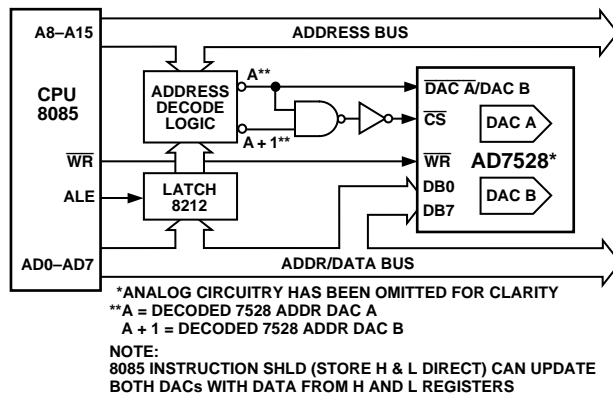 A8–A15
ADDRESS BUS
CPU
8085
ADDRESS
DECODE
LOGIC
A**
A + 1**
DAC A/DAC B
CS
DAC A
WR
WR
AD7528*
ALE
LATCH
8212
DB0
DB7
DAC B
AD0–AD7
ADDR/DATA BUS
*ANALOG CIRCUITRY HAS BEEN OMITTED FOR CLARITY
**A = DECODED 7528 ADDR DAC A
A + 1 = DECODED 7528 ADDR DAC B
NOTE:
8085 INSTRUCTION SHLD (STORE H & L DIRECT) CAN UPDATE
BOTH DACs WITH DATA FROM H AND L REGISTERS